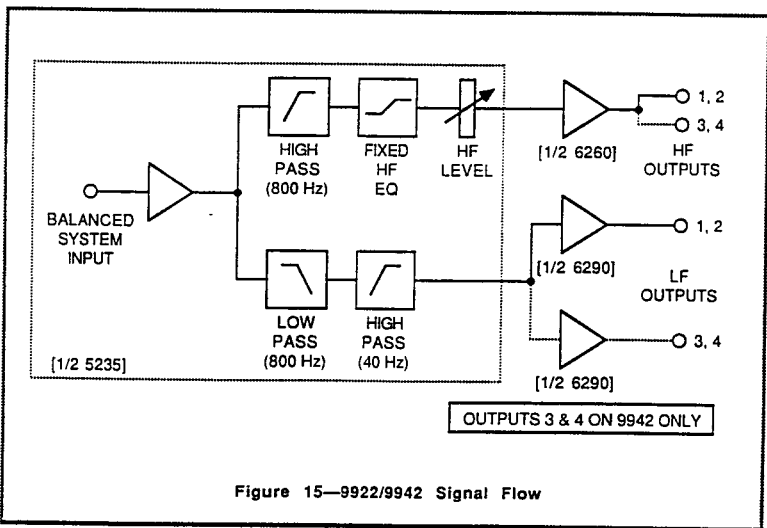 HIGH
PASS
(800 Hz)
FIXED
HF
EQ
HF
LEVEL
[1/2 6260]
1, 2
3, 4
HF
OUTPUTS
BALANCED
SYSTEM
INPUT
LOW
PASS
(800 Hz)
HIGH
PASS
(40 Hz)
[1/2 6290]
1, 2
LF
OUTPUTS
3, 4
[1/2 6290]
[1/2 5235]
OUTPUTS 3 & 4 ON 9942 ONLY
Figure 15—9922/9942 Signal Flow